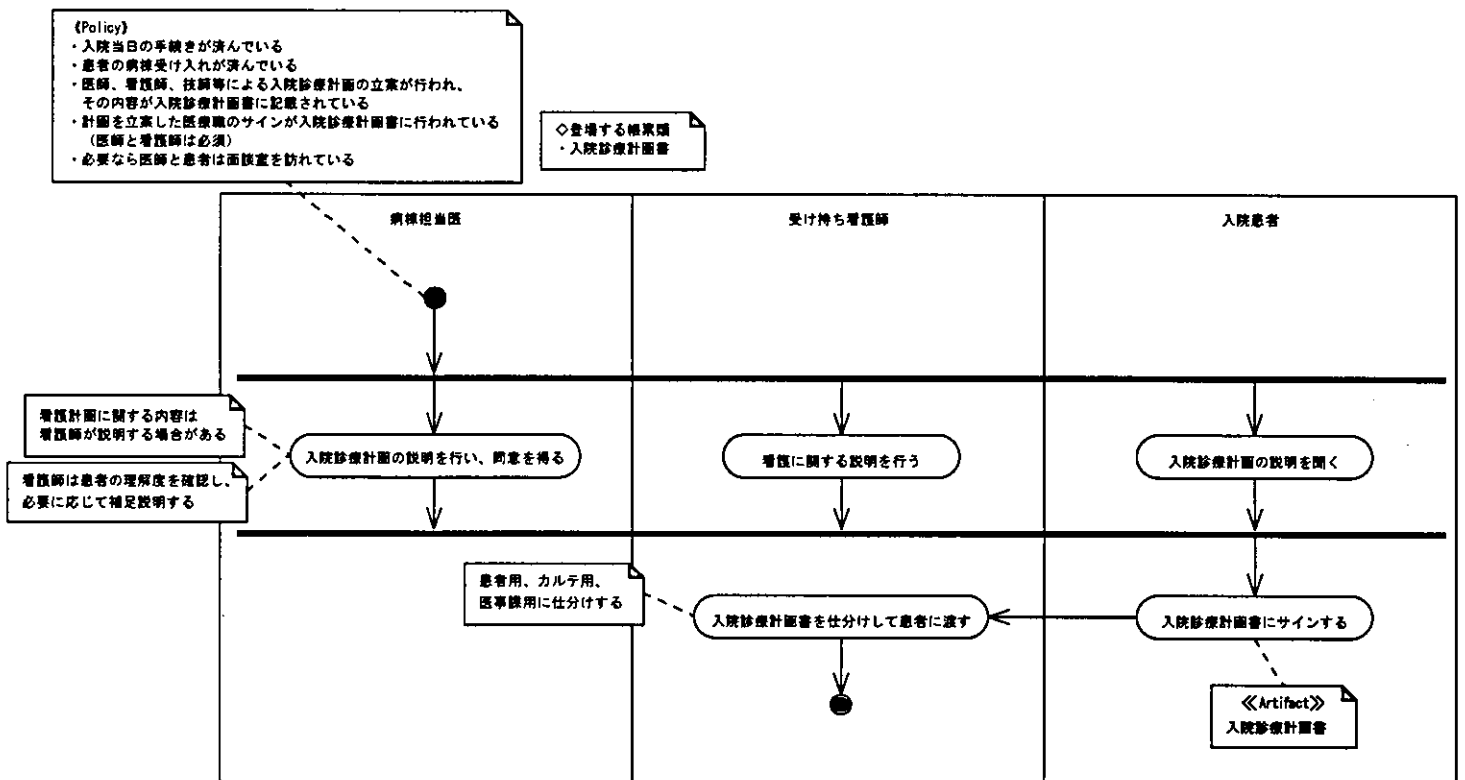 《Policy》
・入院当日の手続きが済んでいる
・患者の病棟受け入れが済んでいる
・医師、看護師、技師等による入院診療計画の立案が行われ、
その内容が入院診療計画書に記載されている
・計画を立案した医療職のサインが入院診療計画書に行われている
(医師と看護師は必須)
・必要なら医師と患者は面談室を訪れている
◇登場する帳票類
・入院診療計画書
病棟担当医
受け持ち看護師
入院患者
看護計画に関する内容は
看護師が説明する場合がある
入院診療計画の説明を行い、同意を得る
看護に関する説明を行う
入院診療計画の説明を聞く
看護師は患者の理解度を確認し、
必要に応じて補足説明する
患者用、カルテ用、
医事課用に仕分けする
入院診療計画書を仕分けして患者に渡す
入院診療計画書にサインする
≪Artifact≫
入院診療計画書